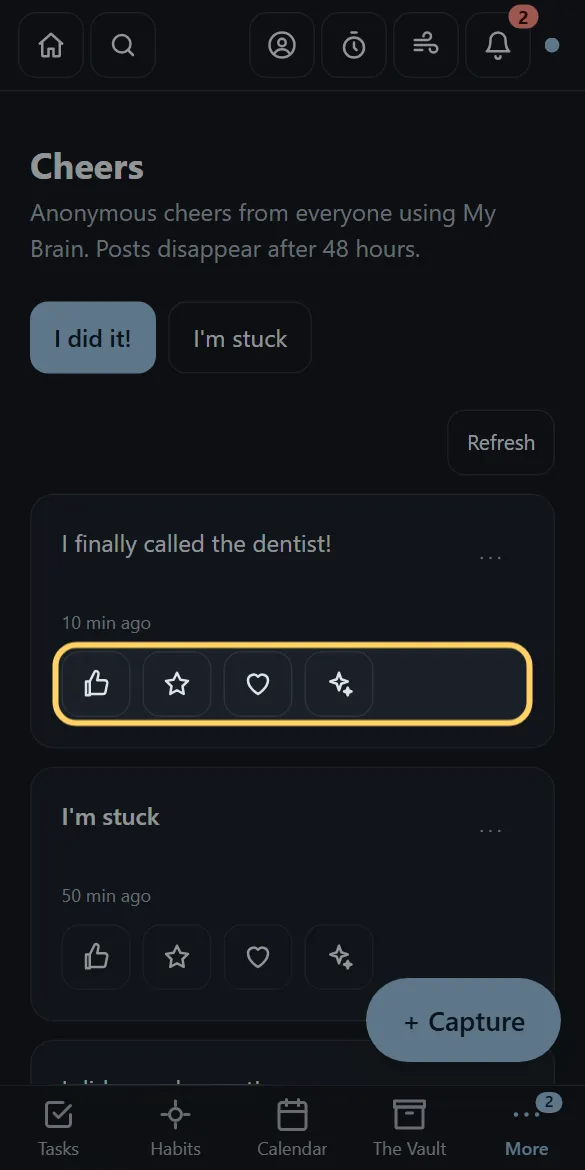 2
Cheers
Anonymous cheers from everyone using My
Brain. Posts disappear after 48 hours.
I did it!
I'm stuck
Refresh
I finally called the dentist!
...
10 min ago
I'm stuck
...
50 min ago
+ Capture
Tasks
Habits
Calendar
The Vault
2
More